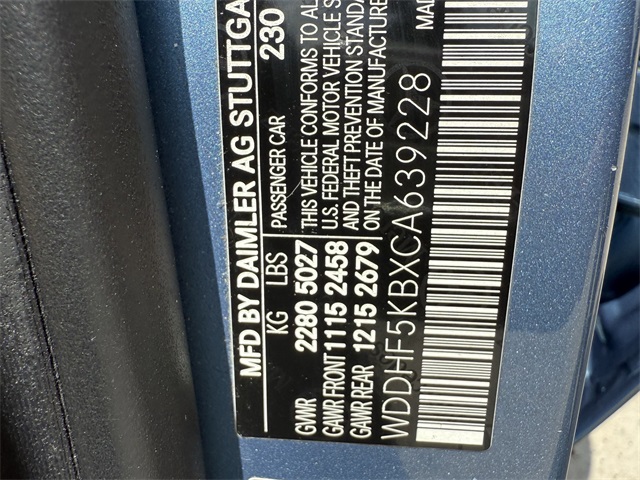 MFD BY DAIMLER AG STUTTGA
230
KG LBS PASSENGER CAR
GVWR 2280 5027 THIS VEHICLE CONFORMS TO AL
GAWR FRONT 1115 2458 U.S. FEDERAL MOTOR VEHICLE S
GAWR REAR 1215 2679 AND THEFT PREVENTION STANDA
ON THE DATE OF MANUFACTURE
WDDHF5KBXCA639228
MAD